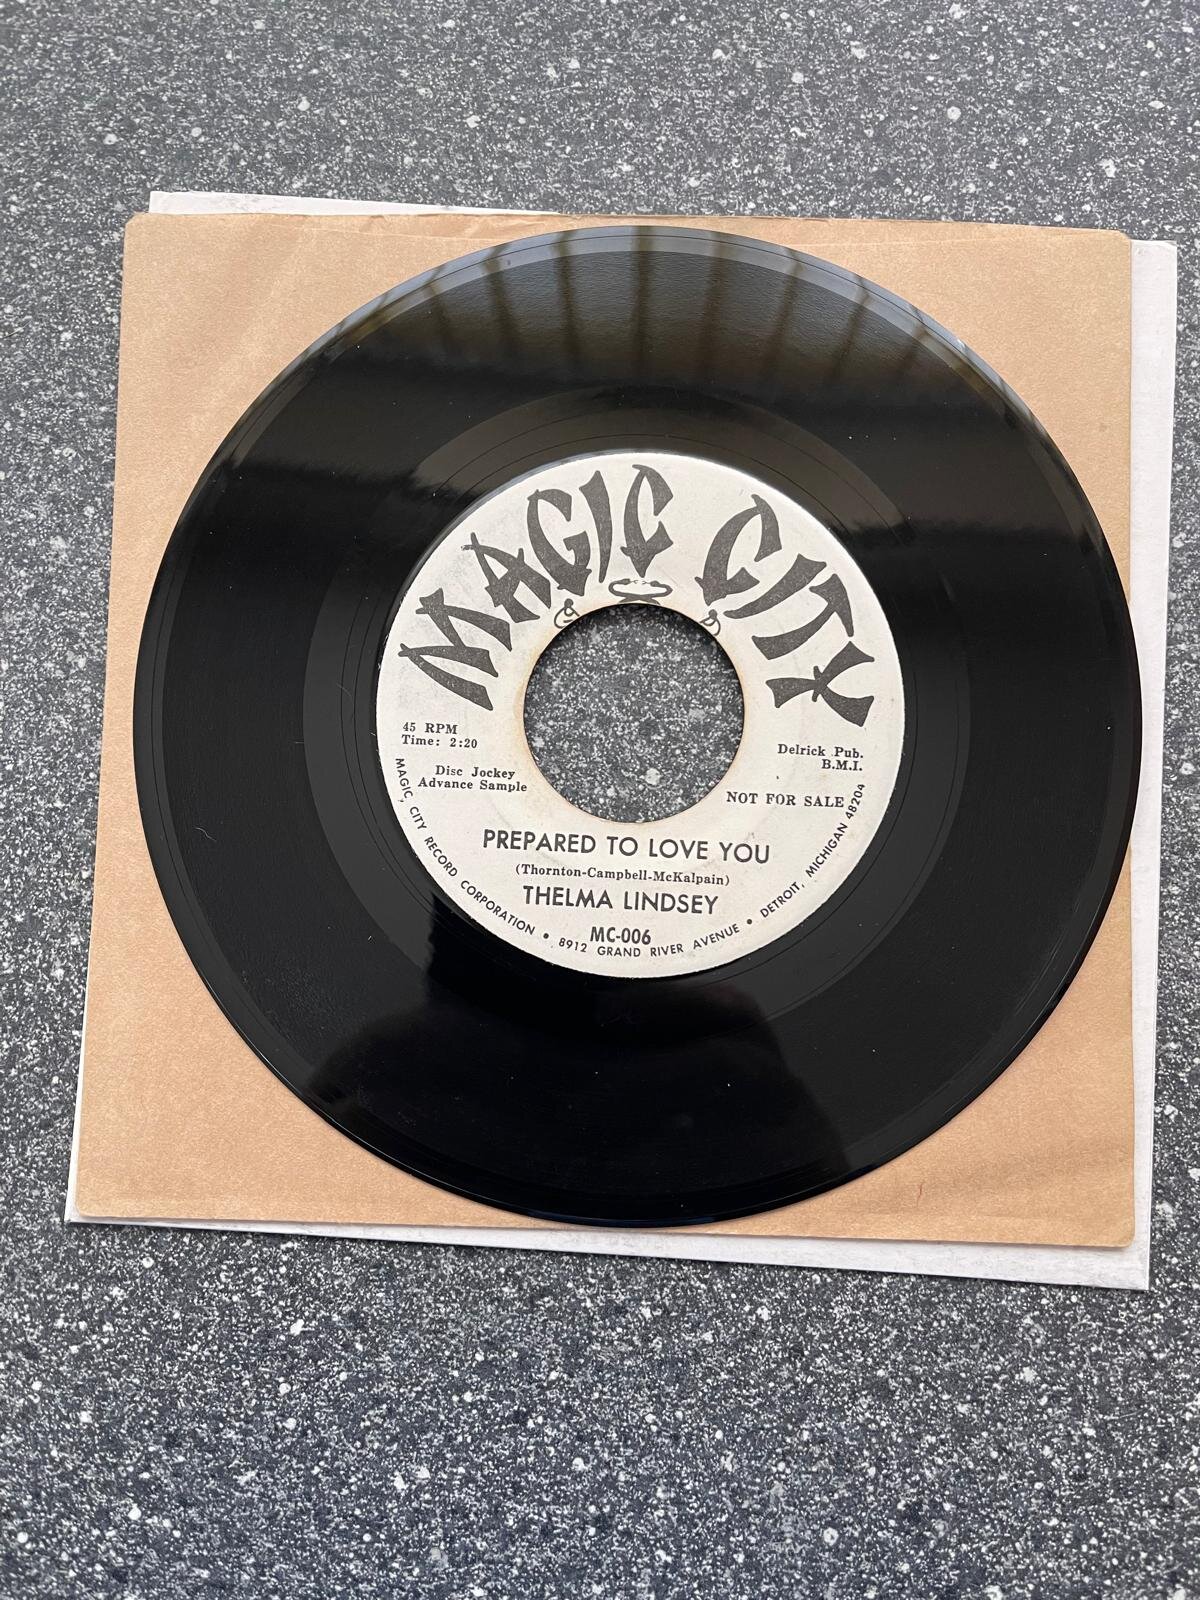 MAGIC CITY
45 RPM
Time: 2:20
Disc Jockey
Advance Sample
Delrick Pub.
B.M.I.
NOT FOR SALE
PREPARED TO LOVE YOU
(Thornton-Campbell-McKalpain)
THELMA LINDSEY
MC-006
MAGIC, CITY RECORD CORPORATION • 8912 GRAND RIVER AVENUE • DETROIT, MICHIGAN 48204